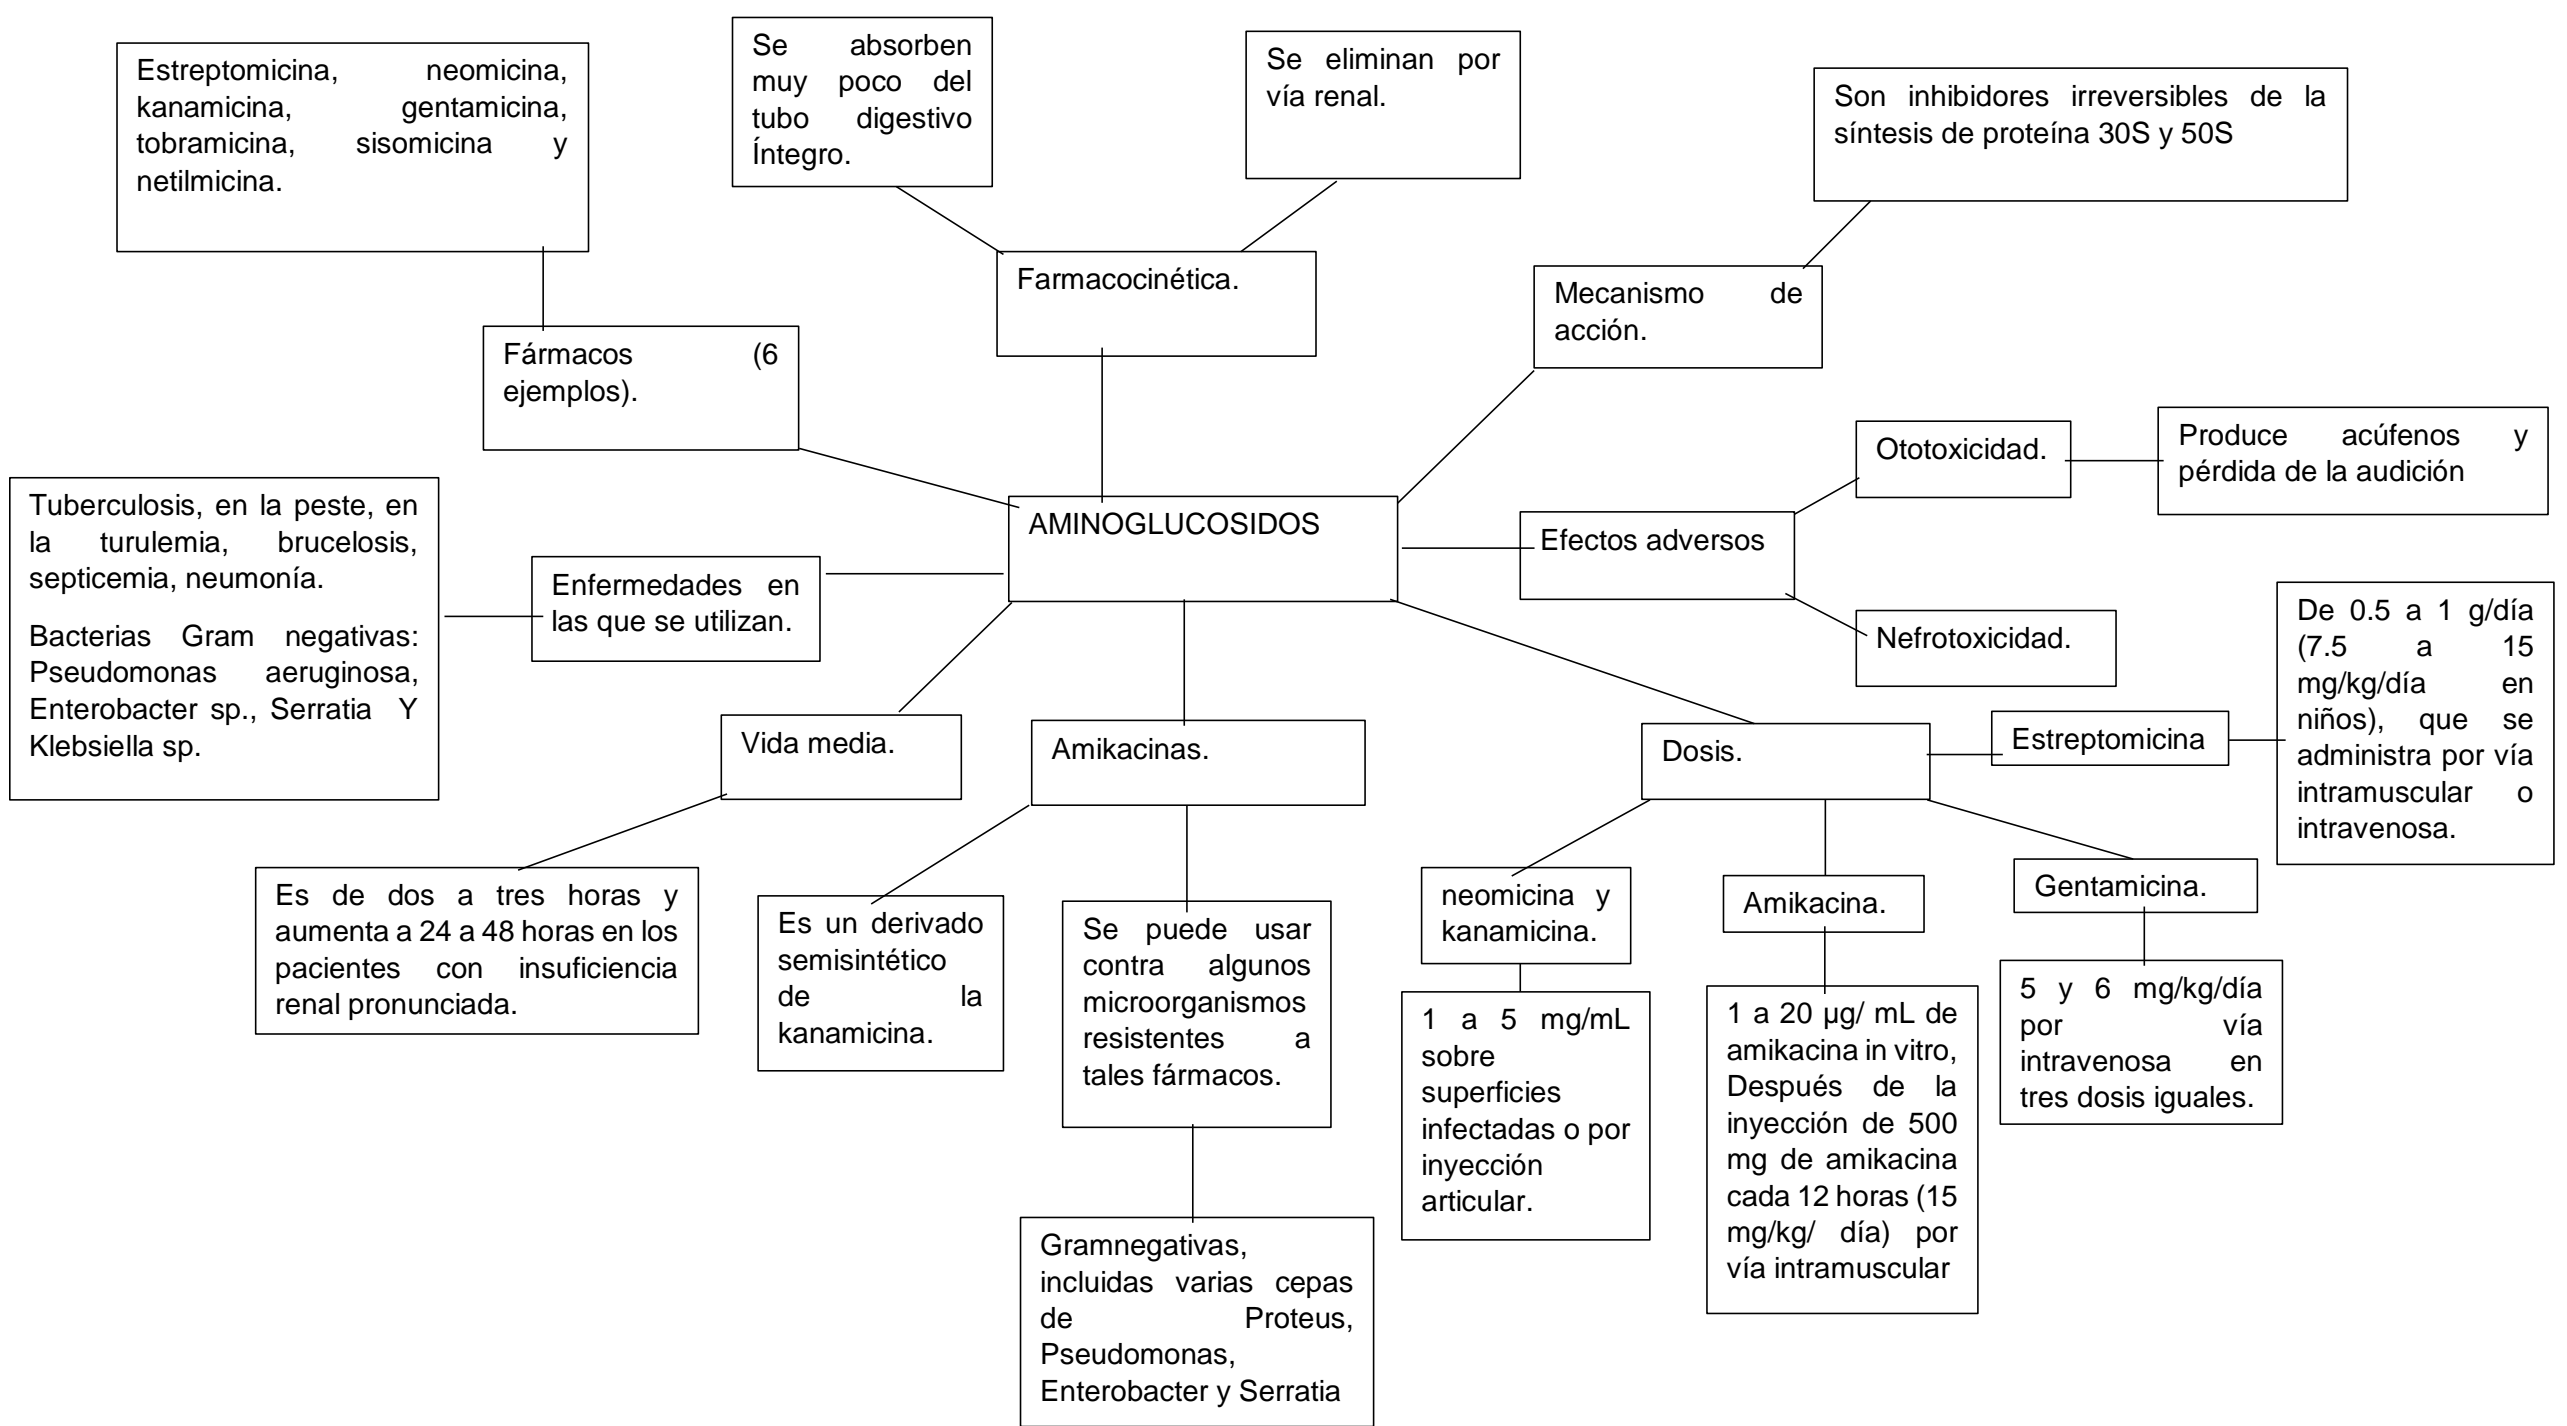 Estreptomicina, neomicina,
kanamicina, gentamicina,
tobramicina, sisomicina y
netilmicina.
Se absorben
muy poco del
tubo digestivo
Íntegro.
Se eliminan por
vía renal.
Son inhibidores irreversibles de la
síntesis de proteína 30S y 50S
Fármacos (6
ejemplos).
Farmacocinética.
Mecanismo de
acción.
AMINOGLUCOSIDOS
Efectos adversos
Ototoxicidad.
Produce acúfenos y
pérdida de la audición
Nefrotoxicidad.
Tuberculosis, en la peste, en
la turulemia, brucelosis,
septicemia, neumonía.
Bacterias Gram negativas:
Pseudomonas aeruginosa,
Enterobacter sp., Serratia Y
Klebsiella sp.
Enfermedades en
las que se utilizan.
Vida media.
Amikacinas.
Dosis.
Estreptomicina
De 0.5 a 1 g/día
(7.5 a 15
mg/kg/día en
niños), que se
administra por vía
intramuscular o
intravenosa.
Es de dos a tres horas y
aumenta a 24 a 48 horas en los
pacientes con insuficiencia
renal pronunciada.
Es un derivado
semisintético
de la
kanamicina.
Se puede usar
contra algunos
microorganismos
resistentes a
tales fármacos.
Gramnegativas,
incluidas varias cepas
de Proteus,
Pseudomonas,
Enterobacter y Serratia
neomicina y
kanamicina.
1 a 5 mg/mL
sobre
superficies
infectadas o por
inyección
articular.
Amikacina.
1 a 20 µg/ mL de
amikacina in vitro,
Después de la
inyección de 500
mg de amikacina
cada 12 horas (15
mg/kg/ día) por
vía intramuscular
Gentamicina.
5 y 6 mg/kg/día
por vía
intravenosa en
tres dosis iguales.